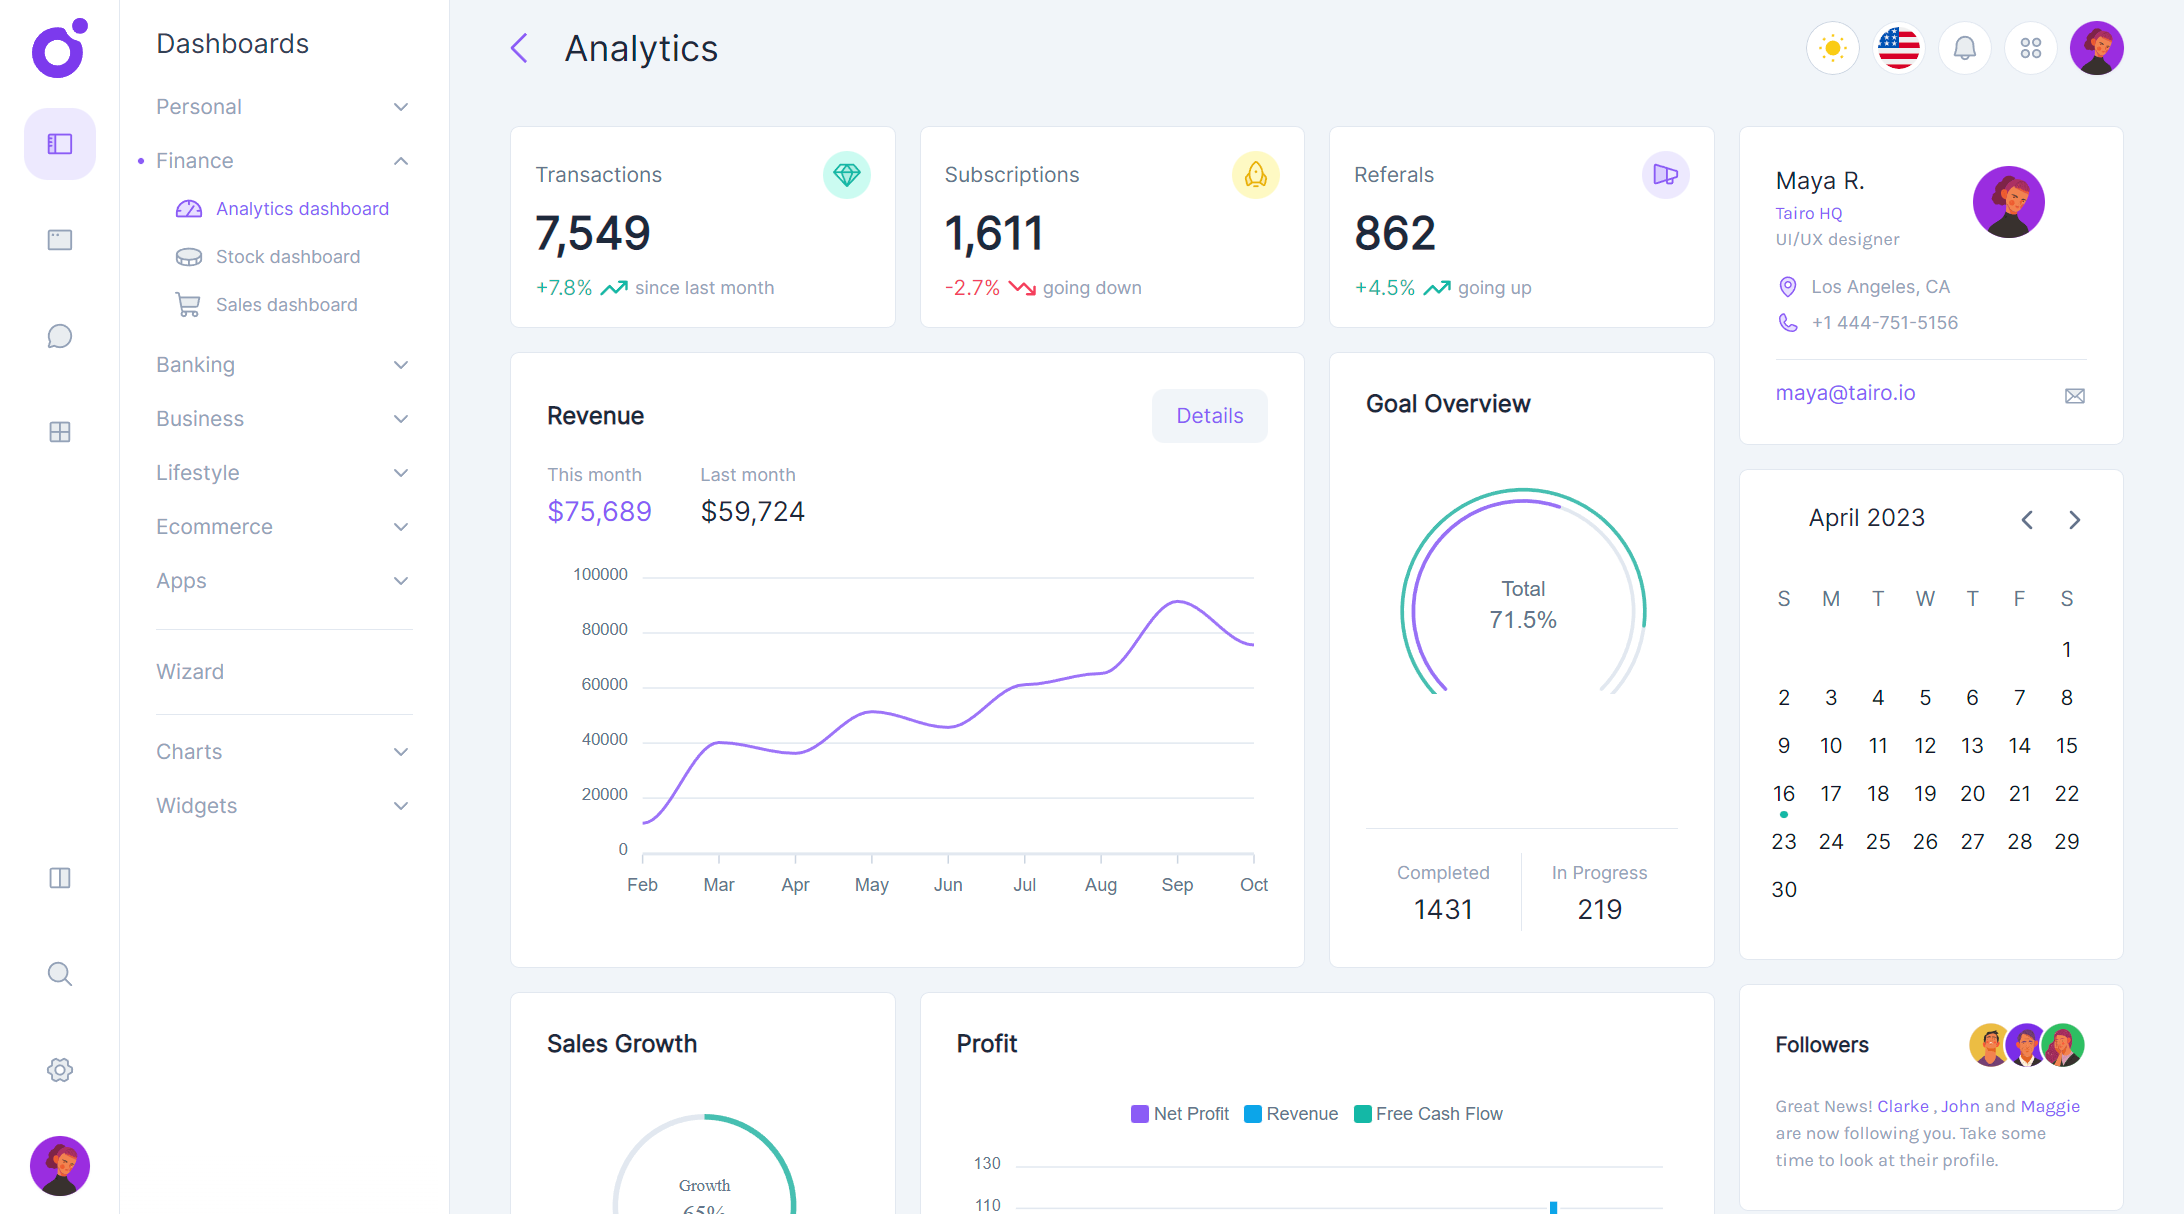 Dashboards
Personal
Finance
Analytics dashboard
Stock dashboard
Sales dashboard
Banking
Business
Lifestyle
Ecommerce
Apps
Wizard
Charts
Widgets
Analytics
Transactions
7,549
+7.8% since last month
Subscriptions
1,611
-2.7% going down
Referals
862
+4.5% going up
Revenue
Details
This month Last month
$75,689 $59,724
100000
80000
60000
40000
20000
0
Feb Mar Apr May Jun Jul Aug Sep Oct
Goal Overview
Total
71.5%
Completed In Progress
1431 219
Sales Growth
Growth
65%
Profit
Net Profit Revenue Free Cash Flow
130
110
Maya R.
Tairo HQ
UI/UX designer
Los Angeles, CA
+1 444-751-5156
maya@tairo.io
April 2023
S M T W T F S
1
2 3 4 5 6 7 8
9 10 11 12 13 14 15
16 17 18 19 20 21 22
23 24 25 26 27 28 29
30
Followers
Great News! Clarke , John and Maggie
are now following you. Take some
time to look at their profile.